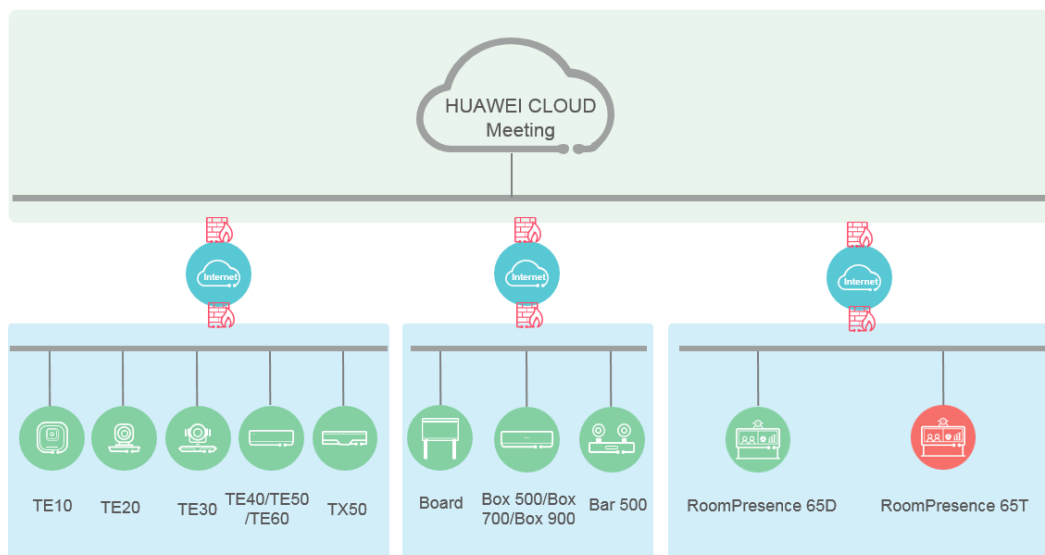 HUAWEI CLOUD
Meeting
Internet
Internet
Internet
TE10
TE20
TE30
TE40/TE50
/TE60
TX50
Board
Box 500/Box
700/Box 900
Bar 500
RoomPresence 65D
RoomPresence 65T